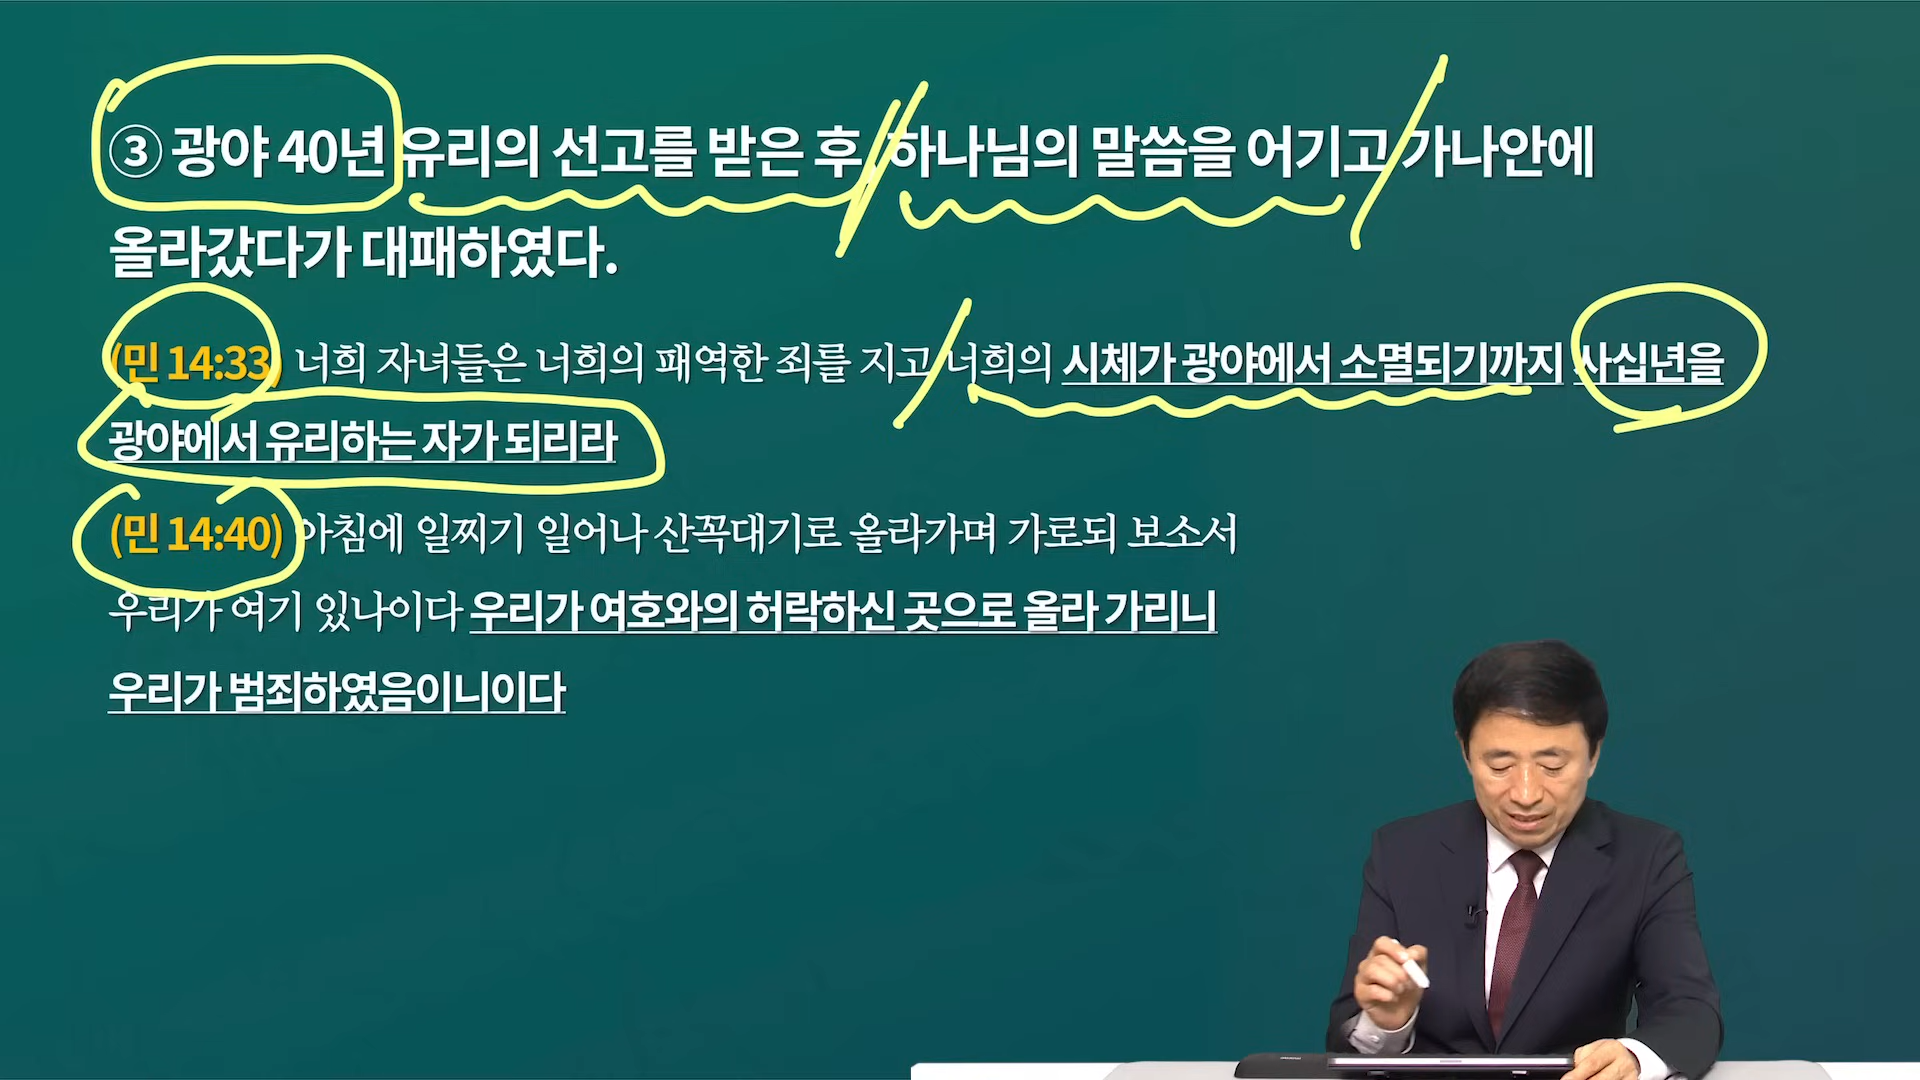 ③ 광야 40년 유리의 선고를 받은 후, 하나님의 말씀을 어기고 가나안에
올라갔다가 대패하였다.
(민 14:33) 너희 자녀들은 너희의 패역한 죄를 지고 너희의 시체가 광야에서 소멸되기까지 사십년을
광야에서 유리하는 자가 되리라
(민 14:40) 아침에 일찌기 일어나 산꼭대기로 올라가며 가로되 보소서
우리가 여기 있나이다 우리가 여호와의 허락하신 곳으로 올라 가리니
우리가 범죄하였음이니이다